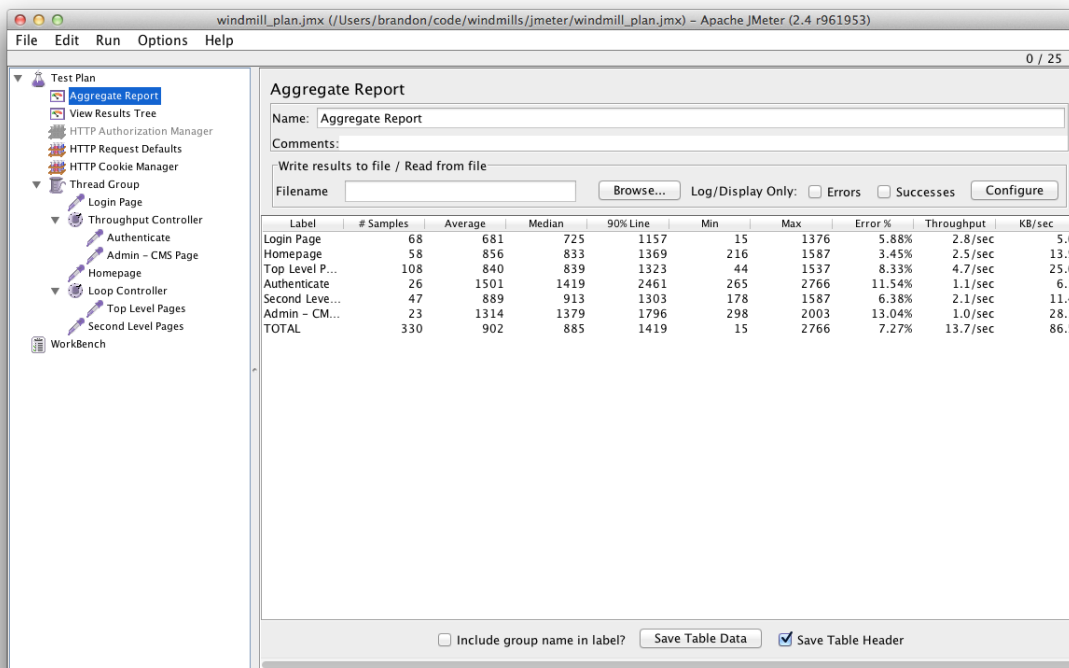 windmill_plan.jmx (/Users/brandon/code/windmills/jmeter/windmill_plan.jmx) – Apache JMeter (2.4 r961953)
File Edit Run Options Help
0 / 25
Test Plan
Aggregate Report
View Results Tree
HTTP Authorization Manager
HTTP Request Defaults
HTTP Cookie Manager
Thread Group
Login Page
Throughput Controller
Authenticate
Admin – CMS Page
Homepage
Loop Controller
Top Level Pages
Second Level Pages
WorkBench
Aggregate Report
Name: Aggregate Report
Comments:
Write results to file / Read from file
Filename Browse... Log/Display Only: Errors Successes Configure
Label # Samples Average Median 90% Line Min Max Error % Throughput KB/sec
Login Page 68 681 725 1157 15 1376 5.88% 2.8/sec 5.
Homepage 58 856 833 1369 216 1587 3.45% 2.5/sec 13.
Top Level P... 108 840 839 1323 44 1537 8.33% 4.7/sec 25.
Authenticate 26 1501 1419 2461 265 2766 11.54% 1.1/sec 6.
Second Leve... 47 889 913 1303 178 1587 6.38% 2.1/sec 11.
Admin – CM... 23 1314 1379 1796 298 2003 13.04% 1.0/sec 28.
TOTAL 330 902 885 1419 15 2766 7.27% 13.7/sec 86.
Include group name in label? Save Table Data Save Table Header